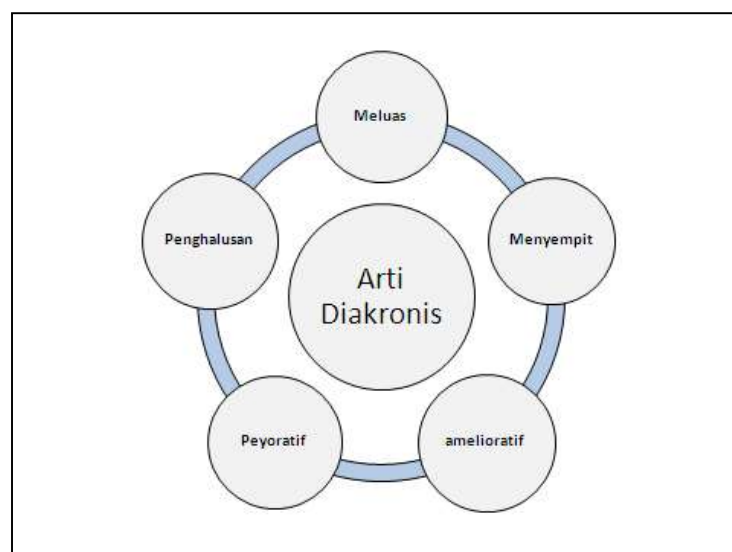 Meluas
Menyempit
amelioratif
Peyoratif
Penghalusan
Arti
Diakronis